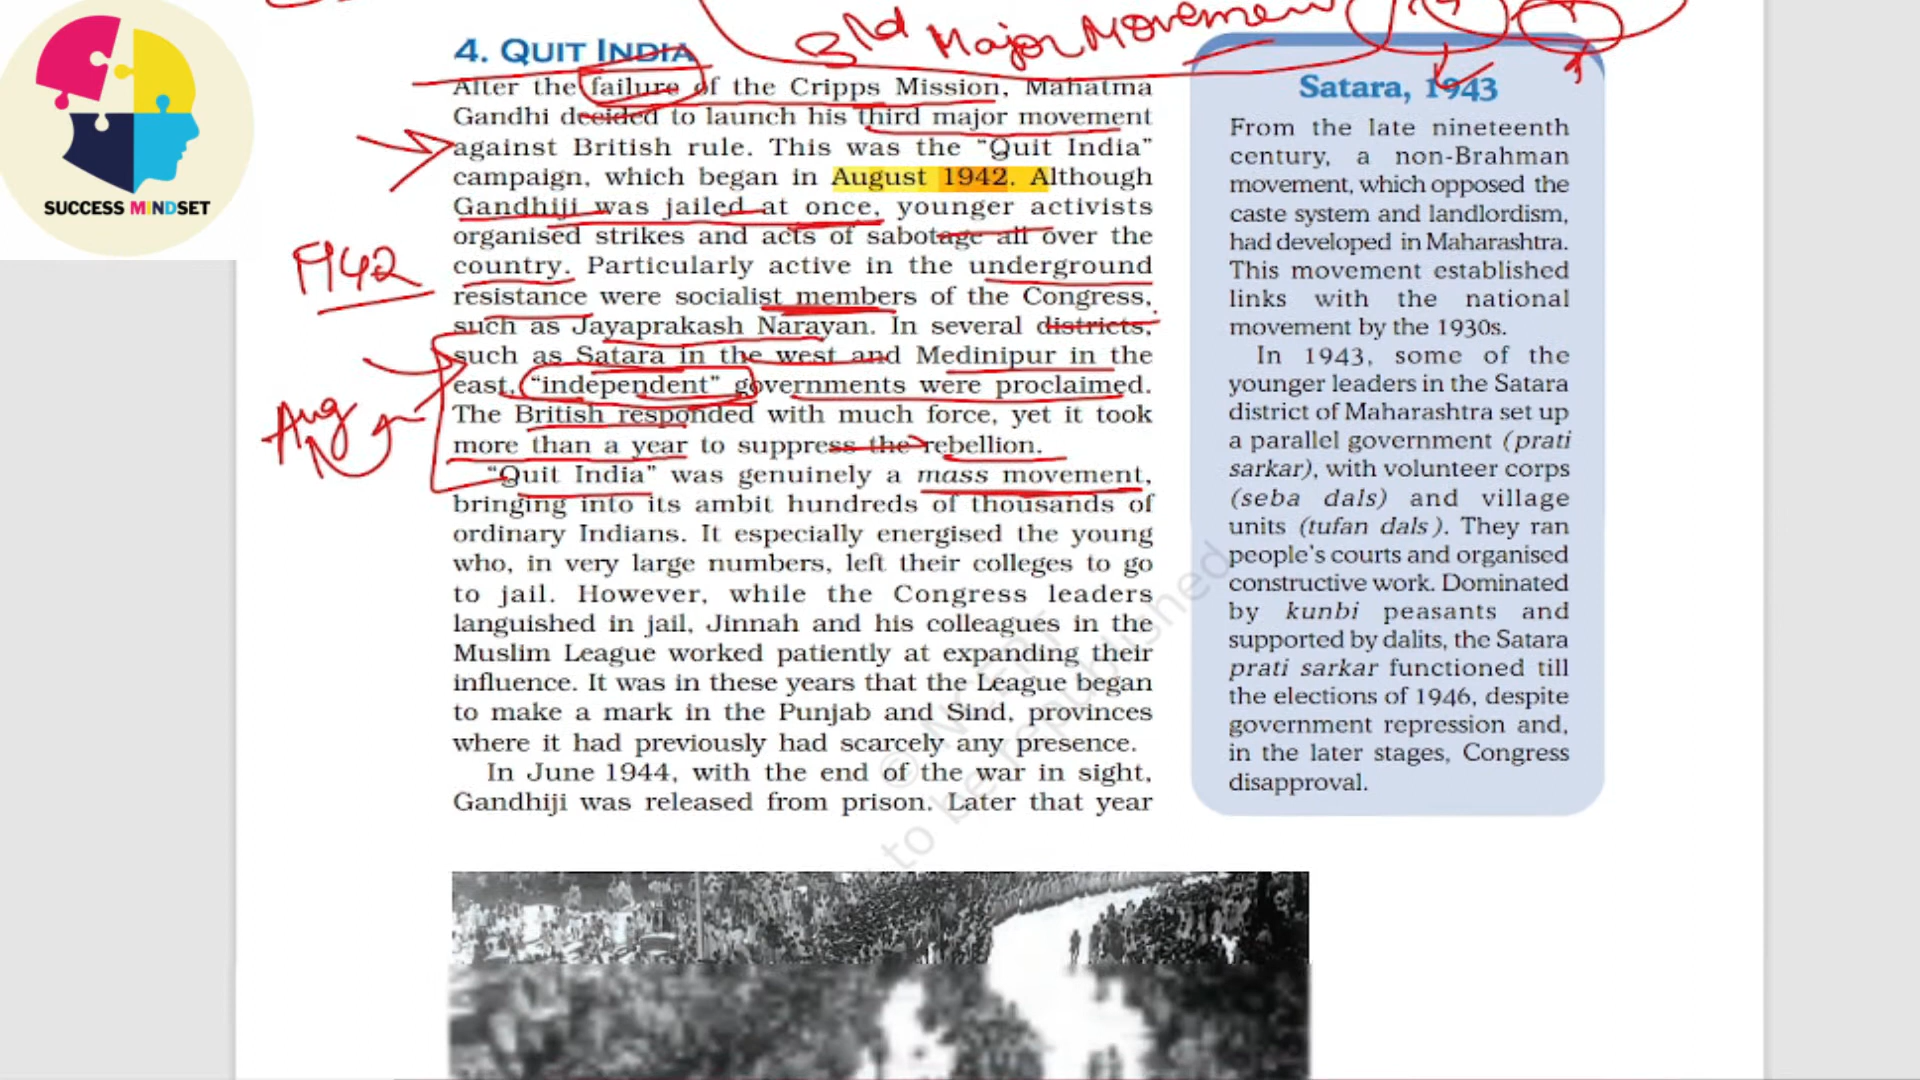 3rd Major Movement
4. QUIT INDIA
After the failure of the Cripps Mission, Mahatma
Gandhi decided to launch his third major movement
against British rule. This was the “Quit India”
campaign, which began in August 1942. Although
Gandhiji was jailed at once, younger activists
organised strikes and acts of sabotage all over the
country. Particularly active in the underground
resistance were socialist members of the Congress,
such as Jayaprakash Narayan. In several districts,
such as Satara in the west and Medinipur in the
east, “independent” governments were proclaimed.
The British responded with much force, yet it took
more than a year to suppress the rebellion.
“Quit India” was genuinely a mass movement,
bringing into its ambit hundreds of thousands of
ordinary Indians. It especially energised the young
who, in very large numbers, left their colleges to go
to jail. However, while the Congress leaders
languished in jail, Jinnah and his colleagues in the
Muslim League worked patiently at expanding their
influence. It was in these years that the League began
to make a mark in the Punjab and Sind, provinces
where it had previously had scarcely any presence.
In June 1944, with the end of the war in sight,
Gandhiji was released from prison. Later that year
Satara, 1943
From the late nineteenth
century, a non-Brahman
movement, which opposed the
caste system and landlordism,
had developed in Maharashtra.
This movement established
links with the national
movement by the 1930s.
In 1943, some of the
younger leaders in the Satara
district of Maharashtra set up
a parallel government (prati
sarkar), with volunteer corps
(seba dals) and village
units (tufan dals). They ran
people’s courts and organised
constructive work. Dominated
by kunbi peasants and
supported by dalits, the Satara
prati sarkar functioned till
the elections of 1946, despite
government repression and,
in the later stages, Congress
disapproval.
SUCCESS MINDSET
1942
Aug
© NCERT
to be republished